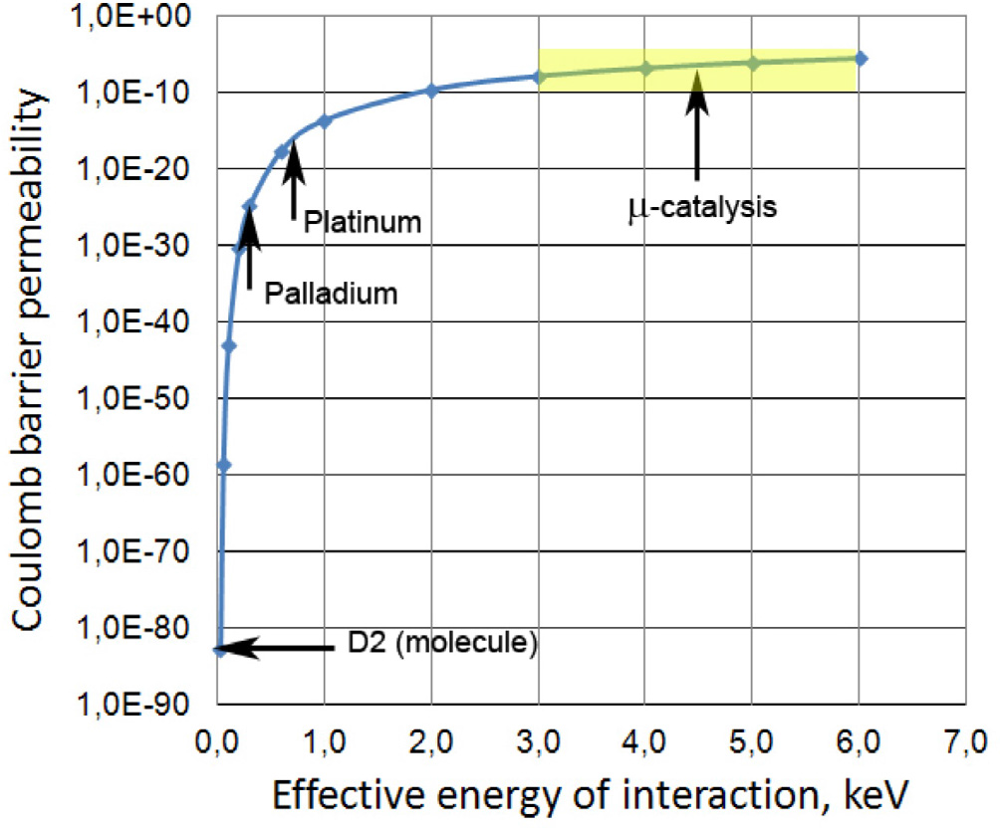 1,0E+00
1,0E-10
1,0E-20
1,0E-30
1,0E-40
1,0E-50
1,0E-60
1,0E-70
1,0E-80
1,0E-90
Coulomb barrier permeability
μ-catalysis
Platinum
Palladium
D2 (molecule)
0,0 1,0 2,0 3,0 4,0 5,0 6,0 7,0
Effective energy of interaction, keV